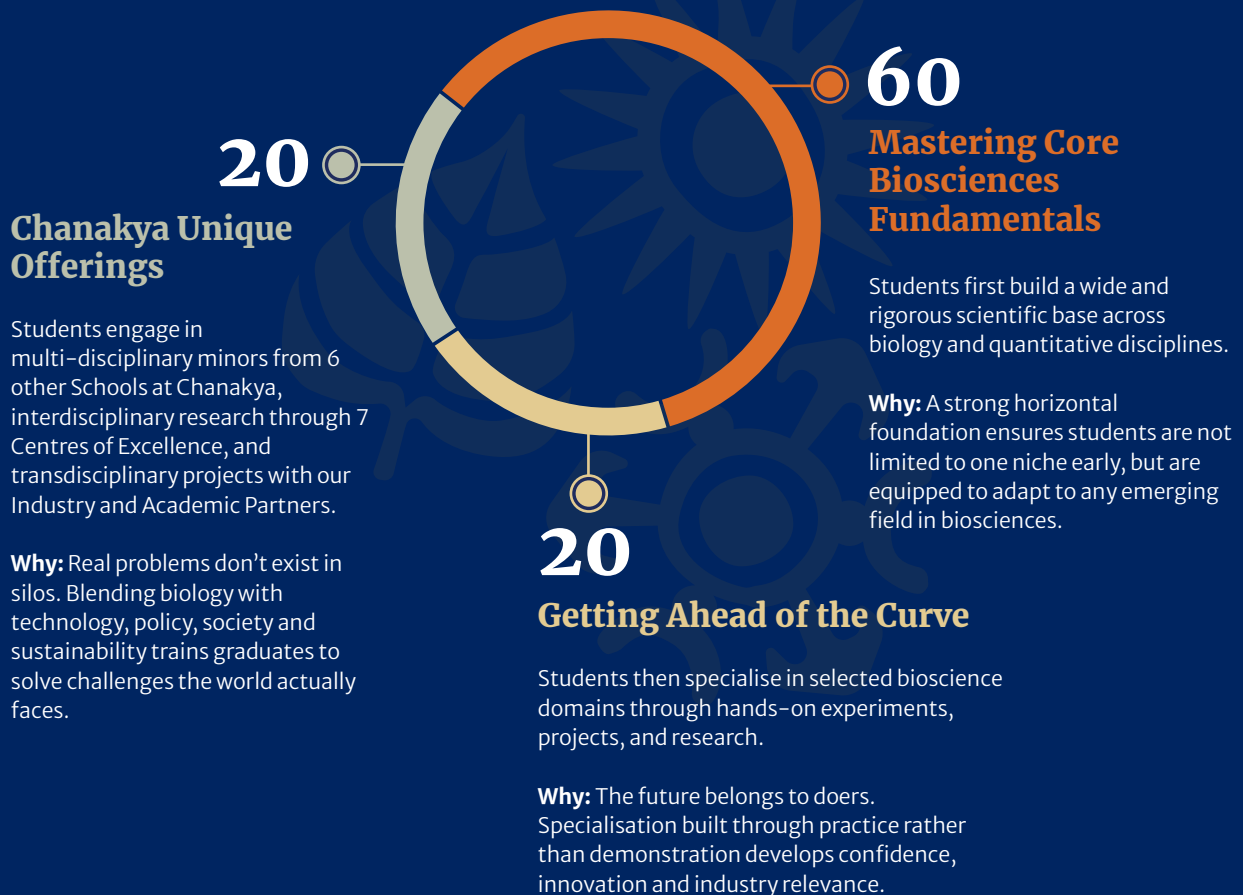 20
Chanakya Unique
Offerings
Students engage in
multi-disciplinary minors from 6
other Schools at Chanakya,
interdisciplinary research through 7
Centres of Excellence, and
transdisciplinary projects with our
Industry and Academic Partners.
Why: Real problems don’t exist in
silos. Blending biology with
technology, policy, society and
sustainability trains graduates to
solve challenges the world actually
faces.
60
Mastering Core
Biosciences
Fundamentals
Students first build a wide and
rigorous scientific base across
biology and quantitative disciplines.
Why: A strong horizontal
foundation ensures students are not
limited to one niche early, but are
equipped to adapt to any emerging
field in biosciences.
20
Getting Ahead of the Curve
Students then specialise in selected bioscience
domains through hands-on experiments,
projects, and research.
Why: The future belongs to doers.
Specialisation built through practice rather
than demonstration develops confidence,
innovation and industry relevance.